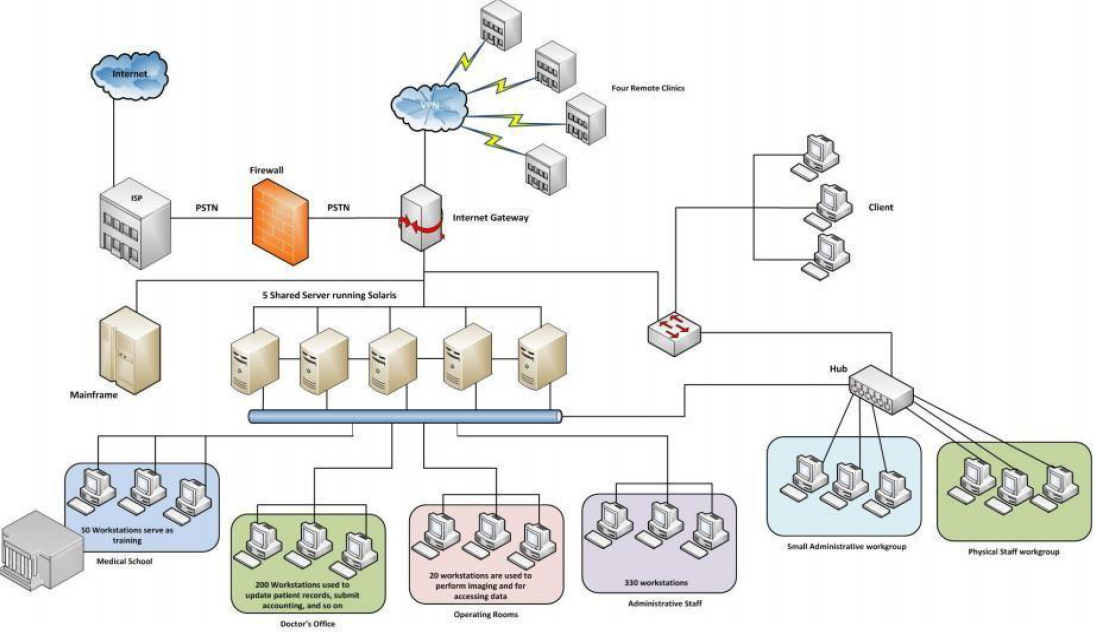 Internet
VPN
Four Remote Clinics
Firewall
ISP
PSTN
PSTN
Internet Gateway
Client
5 Shared Server running Solaris
Mainframe
Hub
50 Workstations serve as
training
Medical School
200 Workstations used to
update patient records, submit
accounting, and so on
Doctor's Office
20 workstations are used to
perform imaging and for
accessing data
Operating Rooms
330 workstations
Administrative Staff
Small Administrative workgroup
Physical Staff workgroup